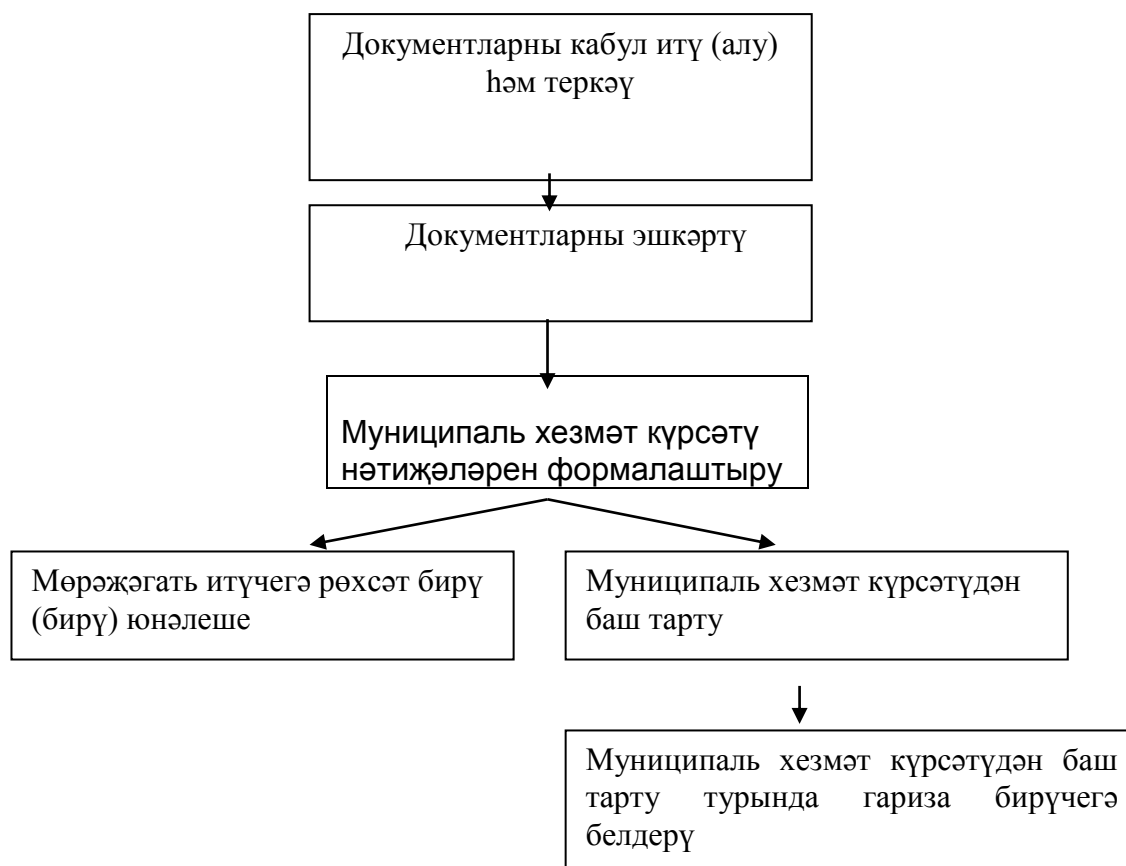 Документларны кабул итү (алу)
һәм теркәү
Документларны эшкәртү
Муниципаль хезмәт күрсәтү
нәтиҗәләрен формалаштыру
Мөрәҗәгать итүчегә рөхсәт бирү
(бирү) юнәлеше
Муниципаль хезмәт күрсәтүдән
баш тарту
Муниципаль хезмәт күрсәтүдән баш
тарту турында гариза бирүчегә
белдерү